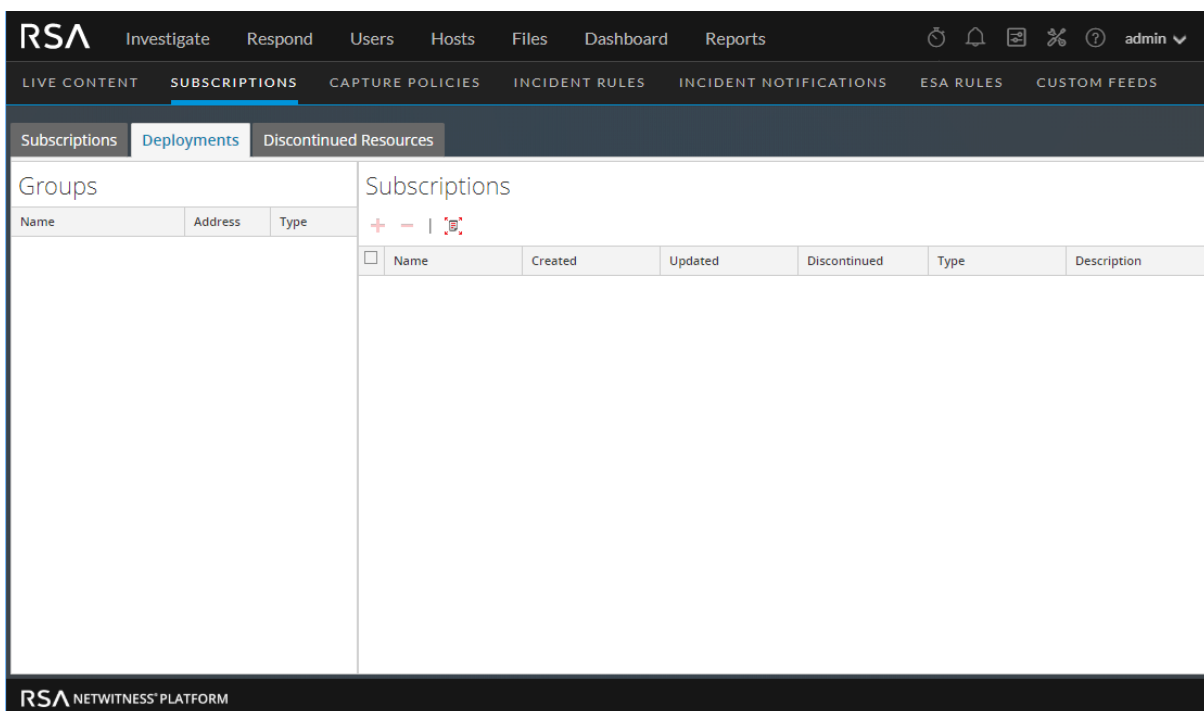 RSA Investigate Respond Users Hosts Files Dashboard Reports admin
LIVE CONTENT SUBSCRIPTIONS CAPTURE POLICIES INCIDENT RULES INCIDENT NOTIFICATIONS ESA RULES CUSTOM FEEDS
Subscriptions Deployments Discontinued Resources
Groups
Name Address Type
Subscriptions
Name Created Updated Discontinued Type Description
RSA NETWITNESS® PLATFORM